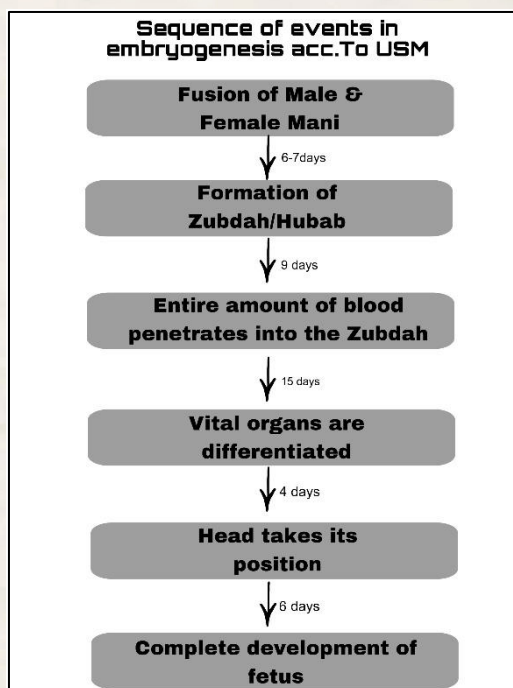 Sequence of events in
embryogenesis acc.To USM
Fusion of Male &
Female Mani
6-7days
Formation of
Zubdah/Hubab
9 days
Entire amount of blood
penetrates into the Zubdah
15 days
Vital organs are
differentiated
4 days
Head takes its
position
6 days
Complete development of
fetus